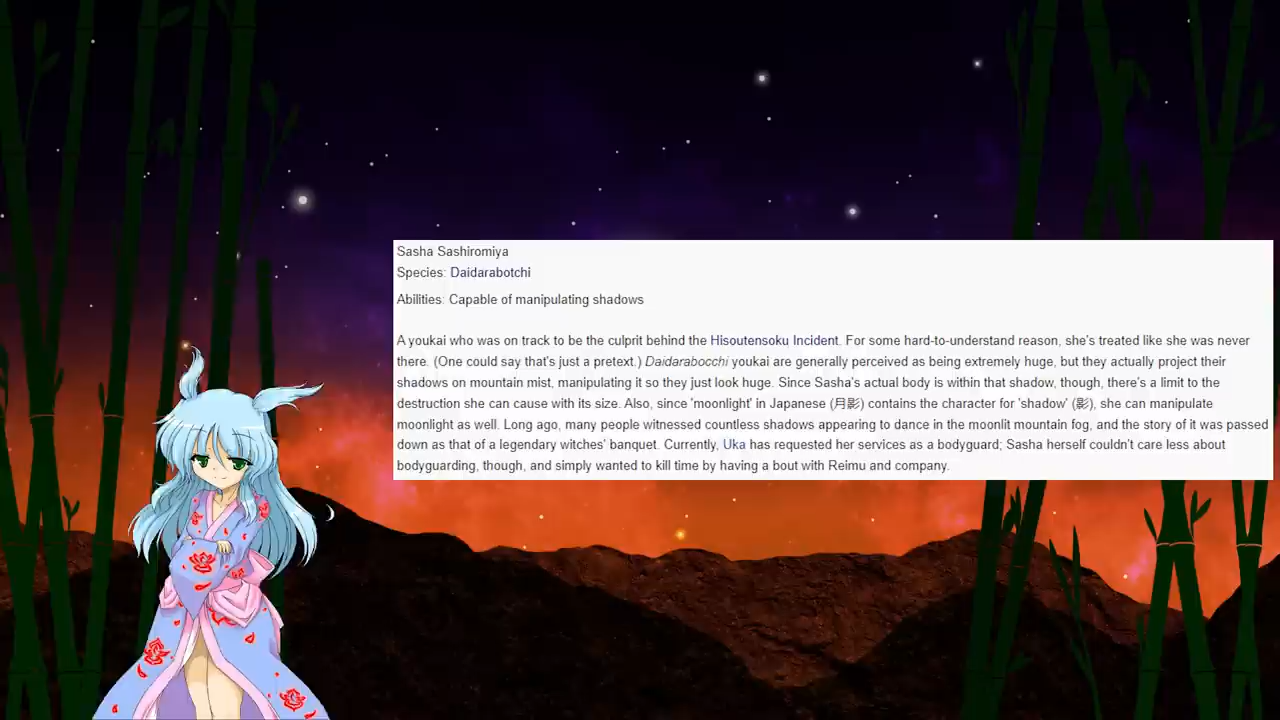 Sasha Sashiromiya
Species: Daidarabotchi
Abilities: Capable of manipulating shadows
A youkai who was on track to be the culprit behind the Hisoutensoku Incident. For some hard-to-understand reason, she's treated like she was never
there. (One could say that's just a pretext.) Daidarabocchi youkai are generally perceived as being extremely huge, but they actually project their
shadows on mountain mist, manipulating it so they just look huge. Since Sasha's actual body is within that shadow, though, there's a limit to the
destruction she can cause with its size. Also, since 'moonlight' in Japanese (月影) contains the character for 'shadow' (影), she can manipulate
moonlight as well. Long ago, many people witnessed countless shadows appearing to dance in the moonlit mountain fog, and the story of it was passed
down as that of a legendary witches' banquet. Currently, Uka has requested her services as a bodyguard; Sasha herself couldn't care less about
bodyguarding, though, and simply wanted to kill time by having a bout with Reimu and company.